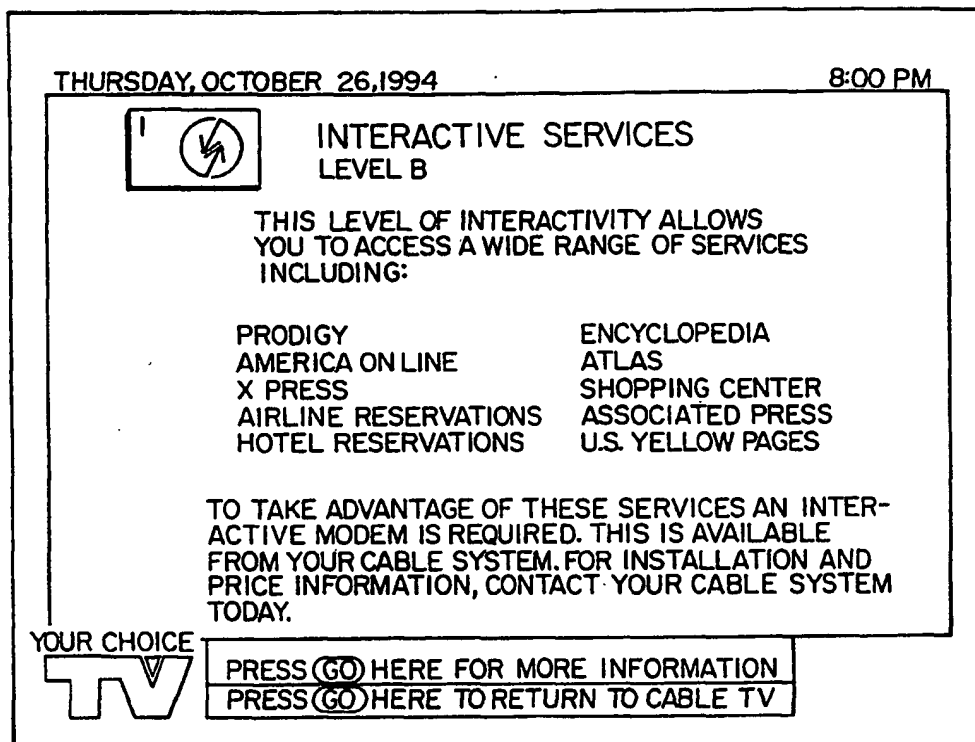 THURSDAY, OCTOBER 26,1994 8:00 PM
1
INTERACTIVE SERVICES
LEVEL B
THIS LEVEL OF INTERACTIVITY ALLOWS
YOU TO ACCESS A WIDE RANGE OF SERVICES
INCLUDING:
PRODIGY ENCYCLOPEDIA
AMERICA ON LINE ATLAS
X PRESS SHOPPING CENTER
AIRLINE RESERVATIONS ASSOCIATED PRESS
HOTEL RESERVATIONS U.S. YELLOW PAGES
TO TAKE ADVANTAGE OF THESE SERVICES AN INTER-
ACTIVE MODEM IS REQUIRED. THIS IS AVAILABLE
FROM YOUR CABLE SYSTEM. FOR INSTALLATION AND
PRICE INFORMATION, CONTACT YOUR CABLE SYSTEM
TODAY.
YOUR CHOICE
TV
PRESS GO HERE FOR MORE INFORMATION
PRESS GO HERE TO RETURN TO CABLE TV